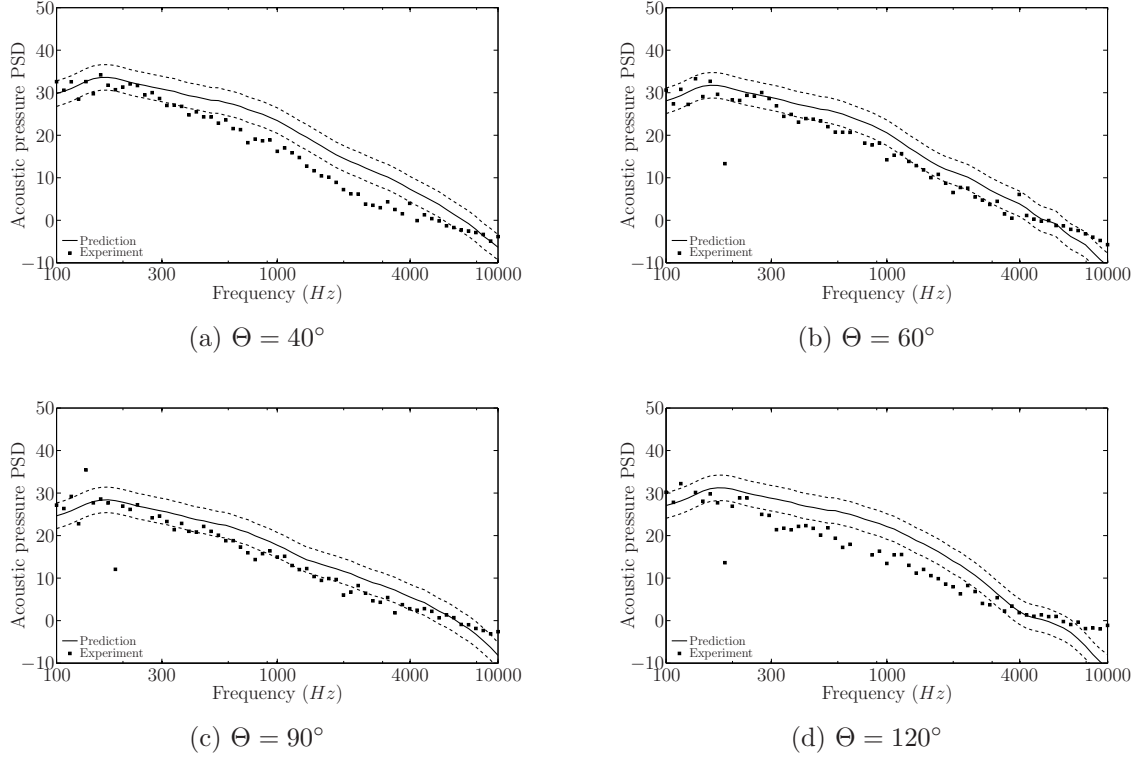 50
40
30
20
10
0
−10
Acoustic pressure PSD
Prediction
Experiment
100 300 1000 4000 10000
Frequency (Hz)
(a) Θ = 40°
50
40
30
20
10
0
−10
Acoustic pressure PSD
Prediction
Experiment
100 300 1000 4000 10000
Frequency (Hz)
(b) Θ = 60°
50
40
30
20
10
0
−10
Acoustic pressure PSD
Prediction
Experiment
100 300 1000 4000 10000
Frequency (Hz)
(c) Θ = 90°
50
40
30
20
10
0
−10
Acoustic pressure PSD
Prediction
Experiment
100 300 1000 4000 10000
Frequency (Hz)
(d) Θ = 120°